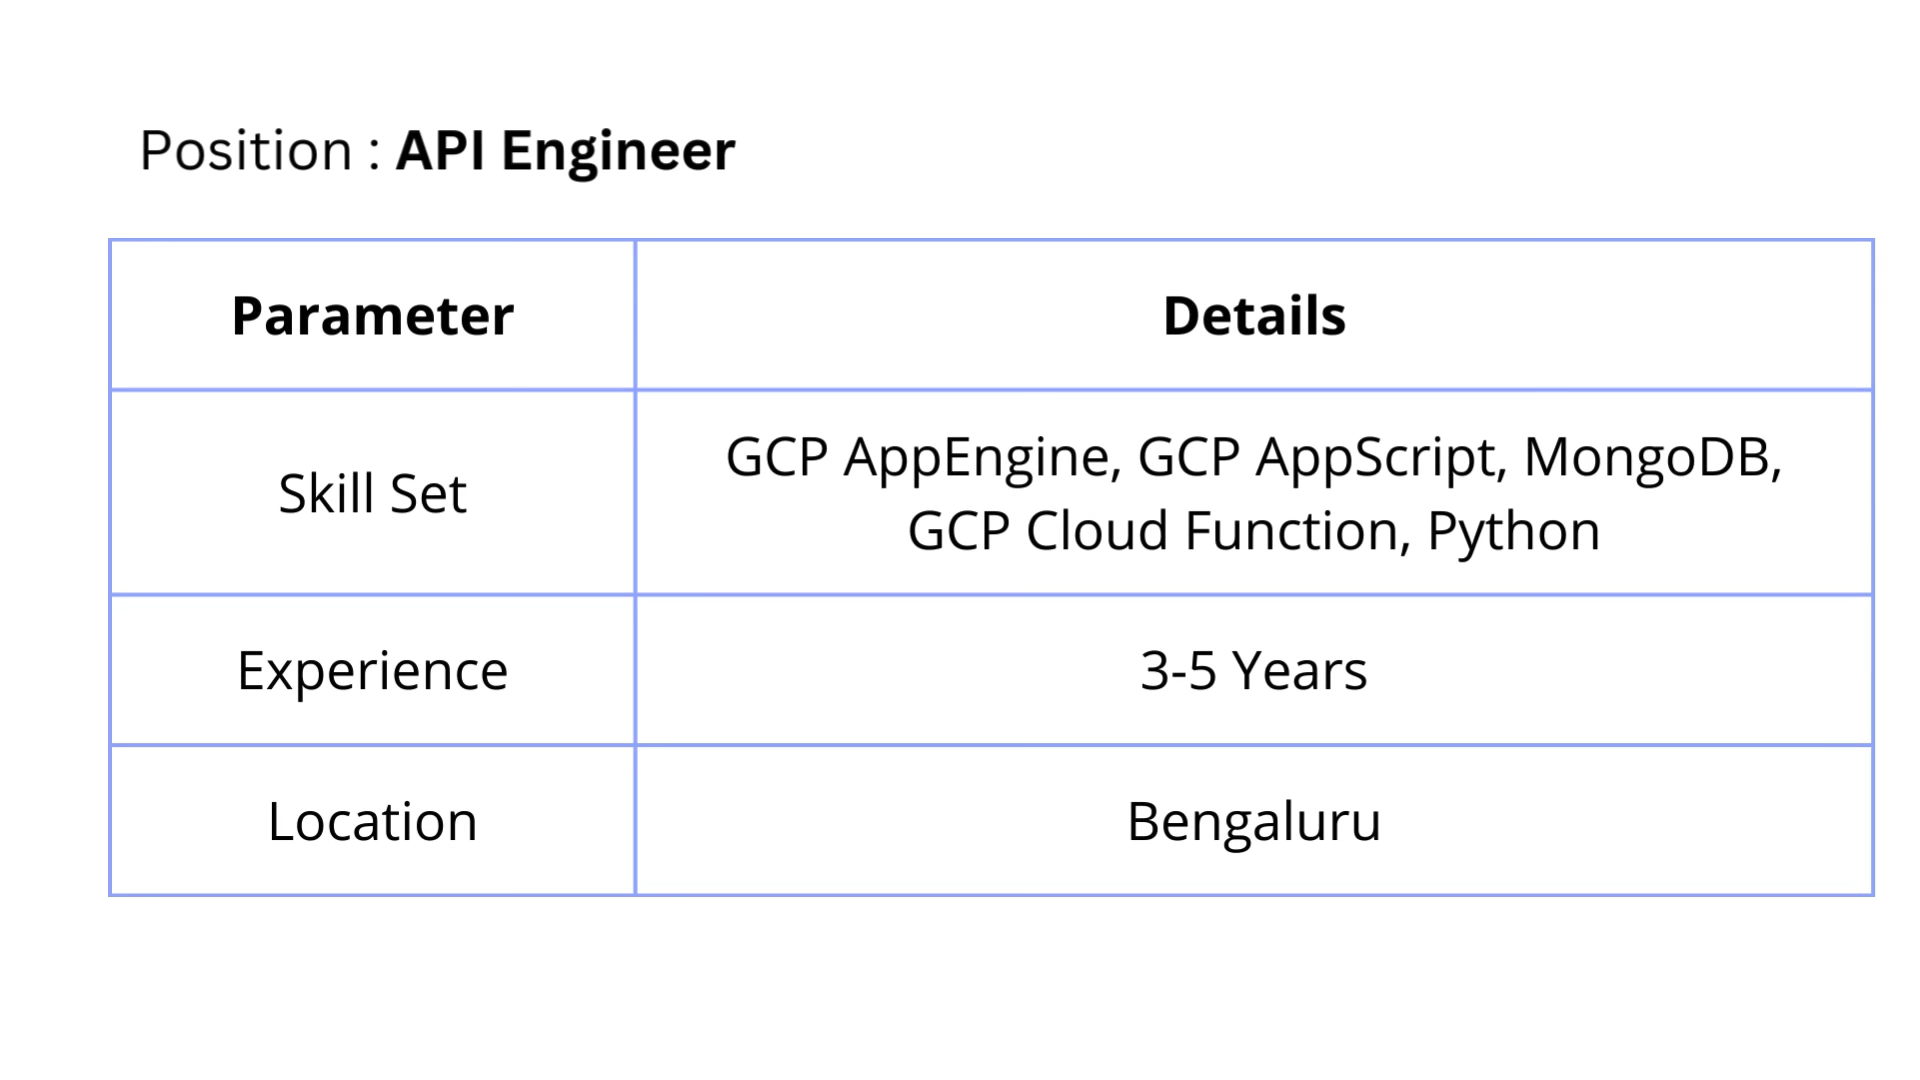 Position : API Engineer
Parameter
Details
Skill Set
GCP AppEngine, GCP AppScript, MongoDB,
GCP Cloud Function, Python
Experience
3-5 Years
Location
Bengaluru